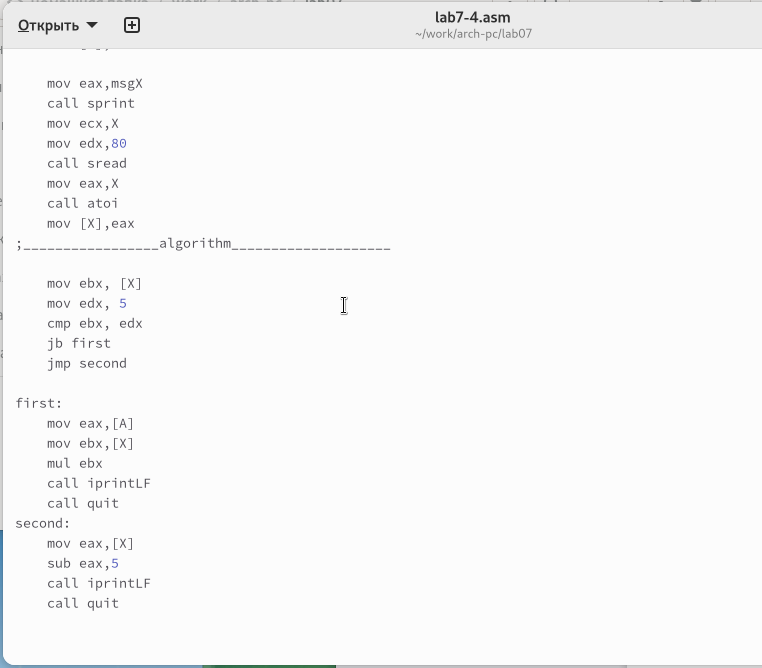 Открыть
lab7-4.asm
~/work/arch-pc/lab07
mov eax,msgX
call sprint
mov ecx,X
mov edx,80
call sread
mov eax,X
call atoi
mov [X],eax
;_________________algorithm____________________
mov ebx, [X]
mov edx, 5
cmp ebx, edx
jb first
jmp second
first:
mov eax,[A]
mov ebx,[X]
mul ebx
call iprintLF
call quit
second:
mov eax,[X]
sub eax,5
call iprintLF
call quit